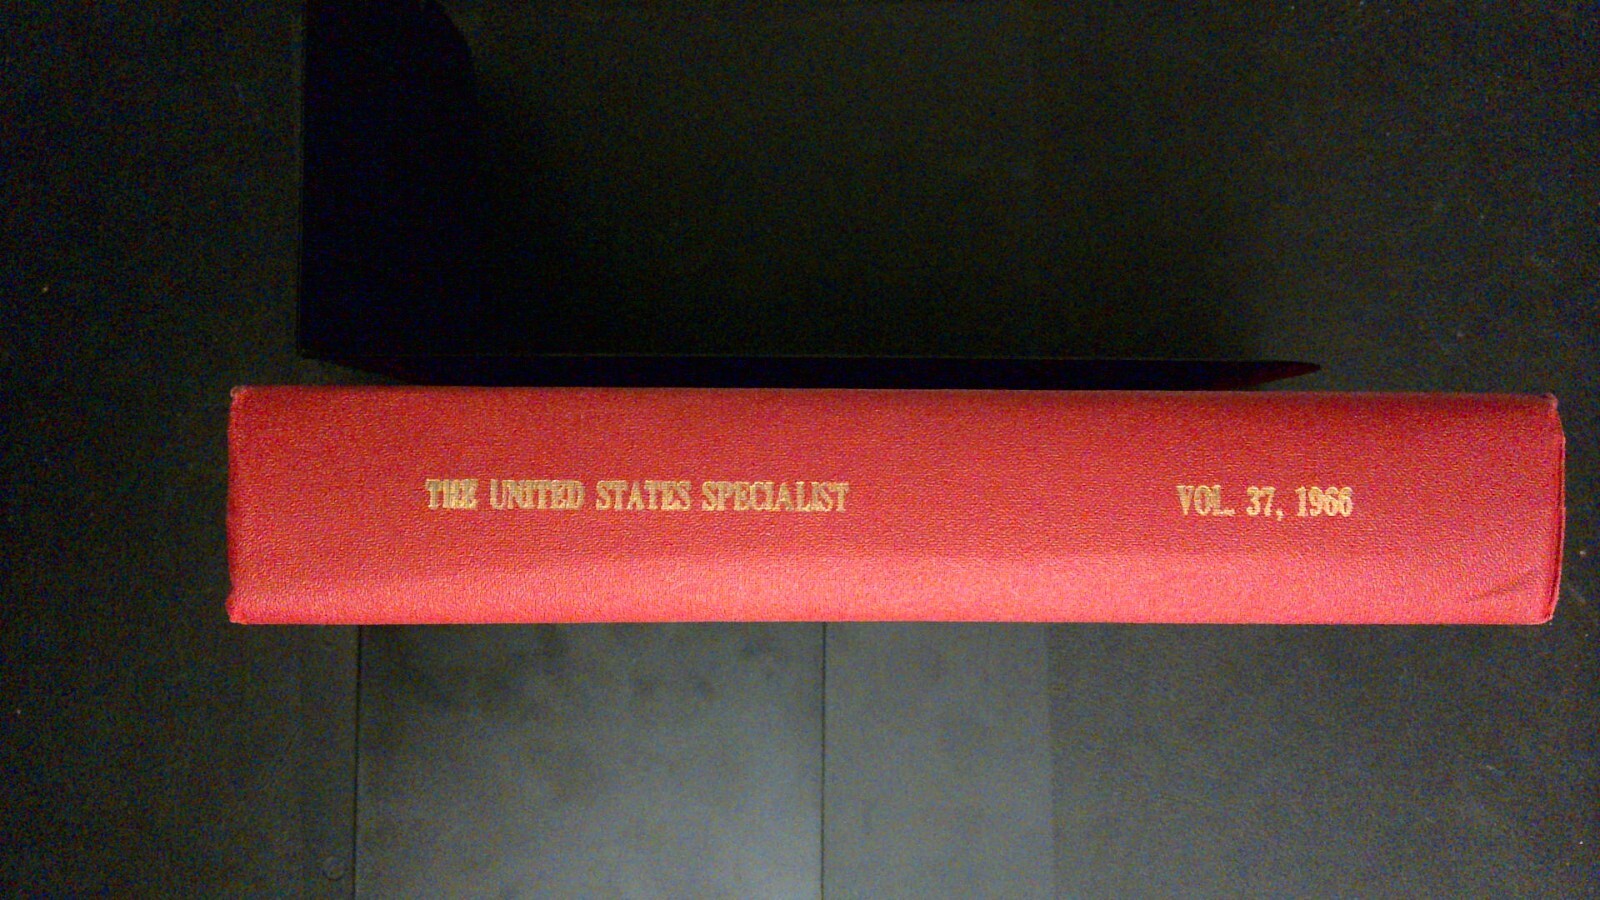 THE UNITED STATES SPECIALIST VOL. 37, 1966